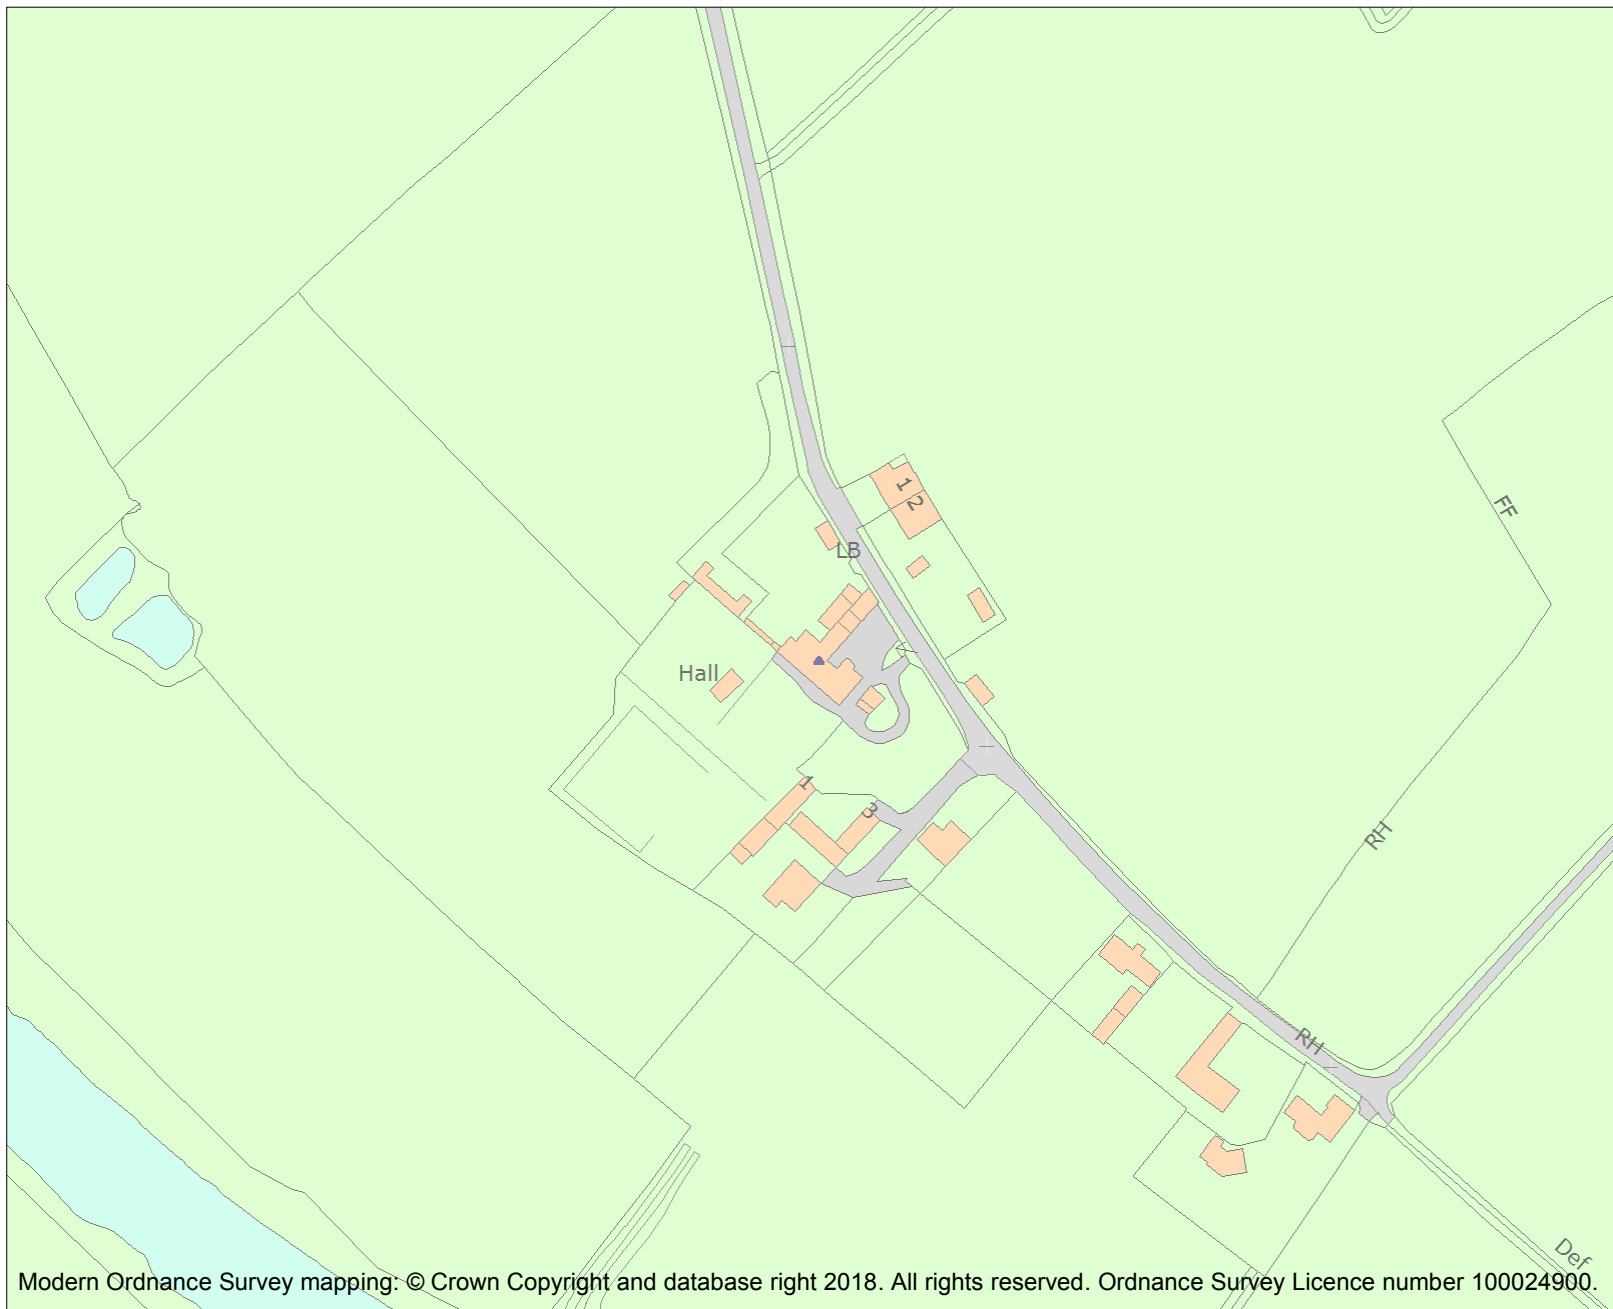 1
2
FF
LB
Hall
1
3
RH
RH
Def
Modern Ordnance Survey mapping: © Crown Copyright and database right 2018. All rights reserved. Ordnance Survey Licence number 100024900.